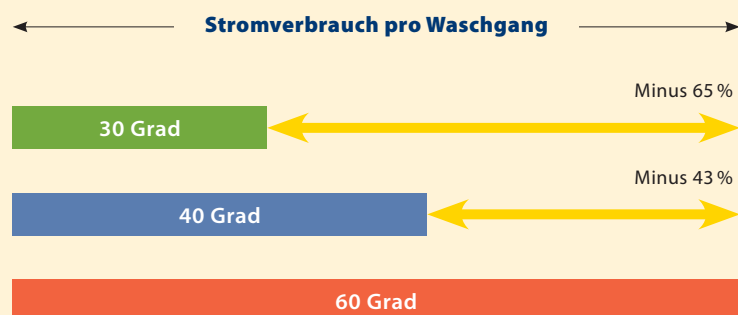 Stromverbrauch pro Waschgang
Minus 65 %
30 Grad
Minus 43 %
40 Grad
60 Grad